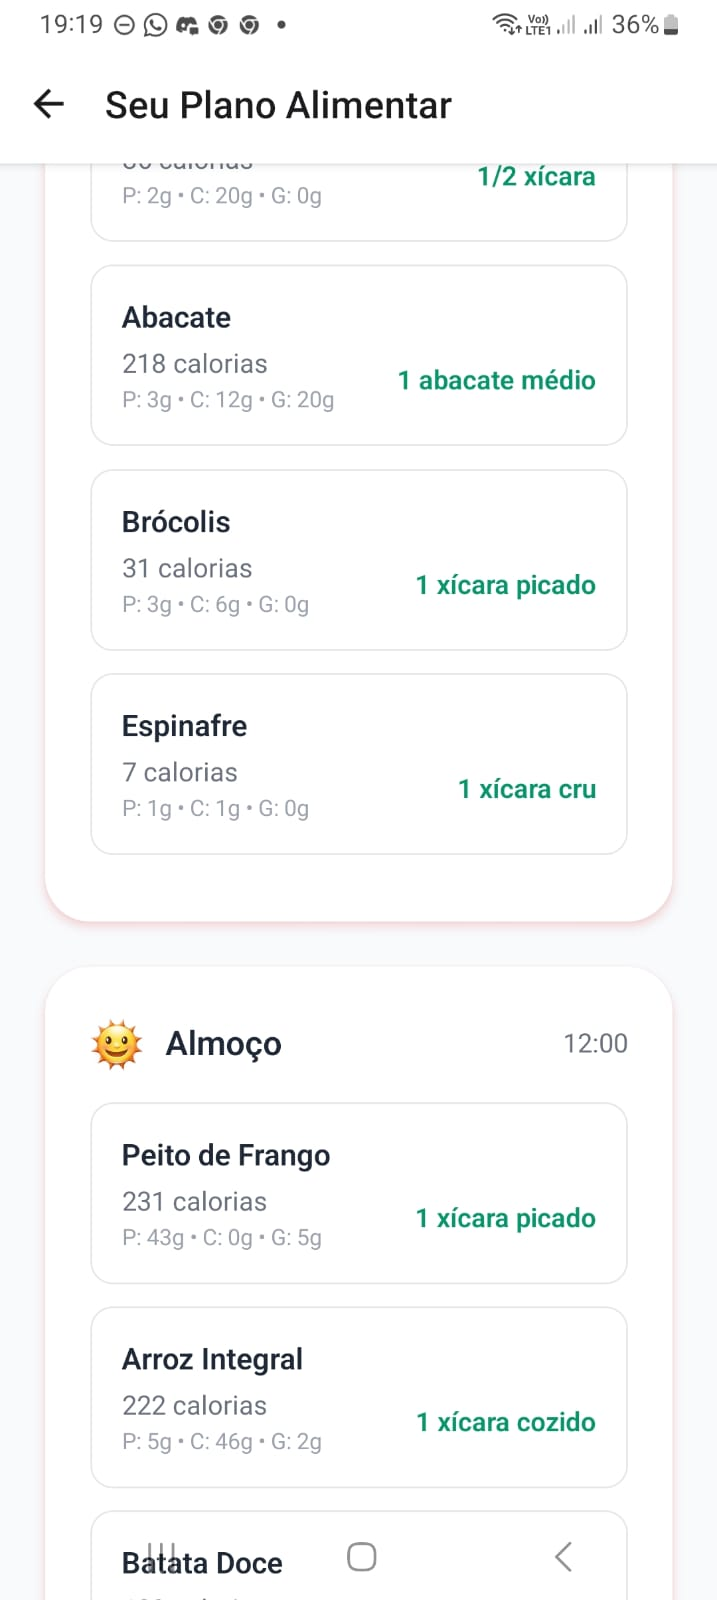 19:19
Vo))
LTE1
36%
Seu Plano Alimentar
1/2 xícara
P: 2g • C: 20g • G: 0g
Abacate
218 calorias
1 abacate médio
P: 3g • C: 12g • G: 20g
Brócolis
31 calorias
1 xícara picado
P: 3g • C: 6g • G: 0g
Espinafre
7 calorias
1 xícara cru
P: 1g • C: 1g • G: 0g
Almoço
12:00
Peito de Frango
231 calorias
1 xícara picado
P: 43g • C: 0g • G: 5g
Arroz Integral
222 calorias
1 xícara cozido
P: 5g • C: 46g • G: 2g
Batata Doce